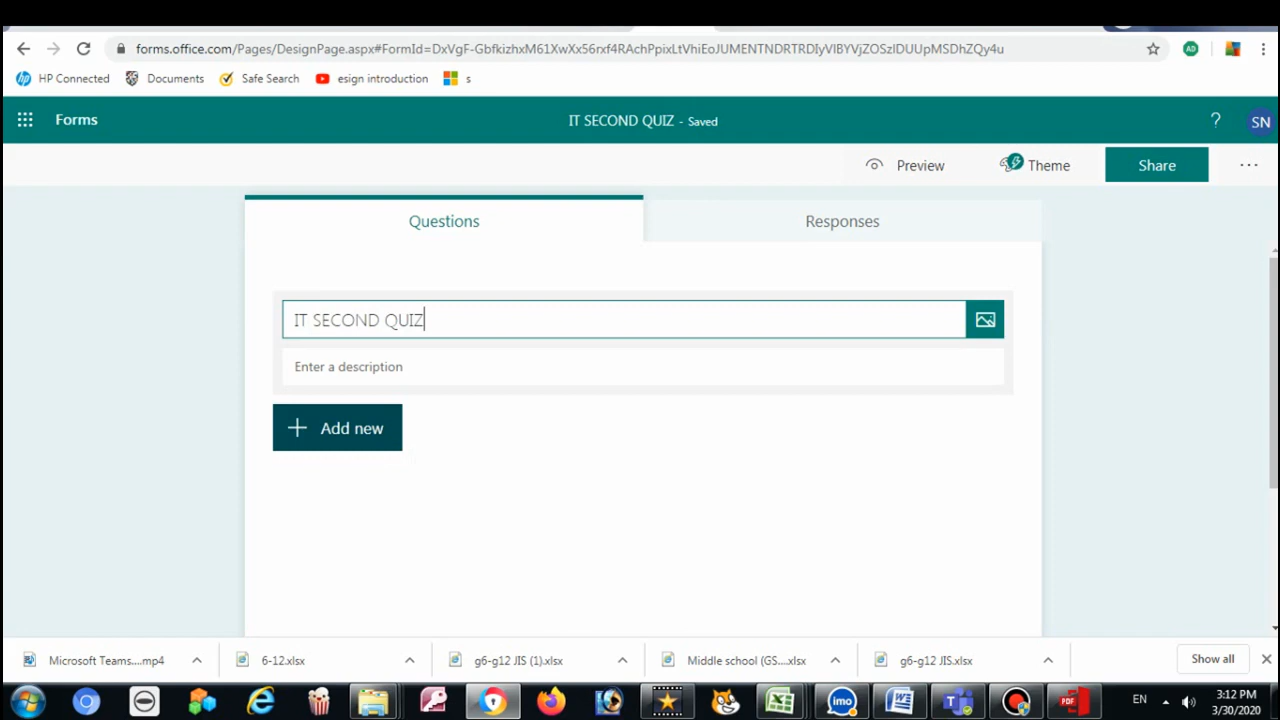 forms.office.com/Pages/DesignPage.aspx#FormId=DxVgF-GbfkizhxM61XwXx56rxf4RAchPpixLtVhiEoJUMENTNDRTRDIyVlBYVjZOSzlDUUpMSDhZQy4u
HP Connected Documents Safe Search esign introduction s
Forms IT SECOND QUIZ - Saved ? SN
Preview Theme Share ...
Questions Responses
IT SECOND QUIZ
Enter a description
+ Add new
Microsoft Teams....mp4 6-12.xlsx g6-g12 JIS (1).xlsx Middle school (GS....xlsx g6-g12 JIS.xlsx Show all
EN 3:12 PM
3/30/2020